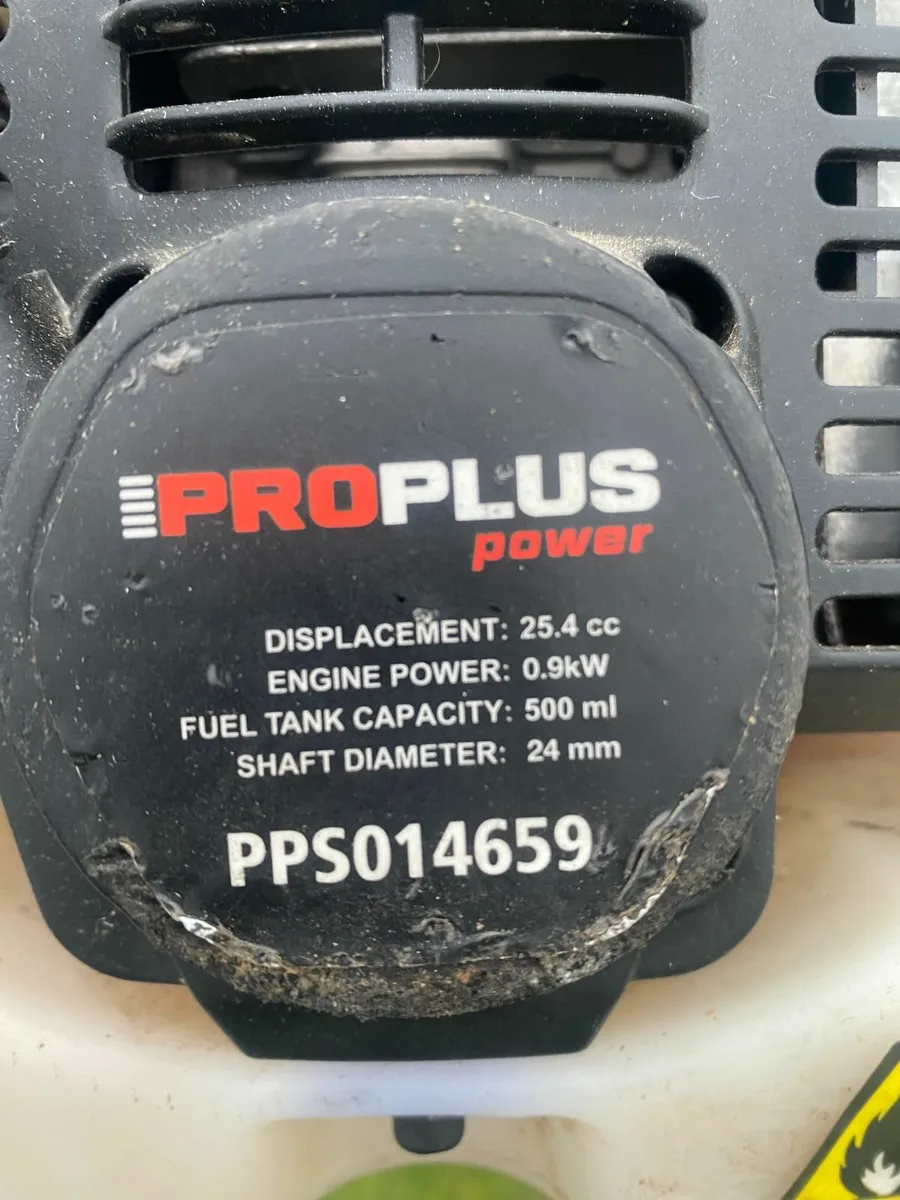 PROPLUS
power
DISPLACEMENT: 25.4 cc
ENGINE POWER: 0.9kW
FUEL TANK CAPACITY: 500 ml
SHAFT DIAMETER: 24 mm
PPS014659